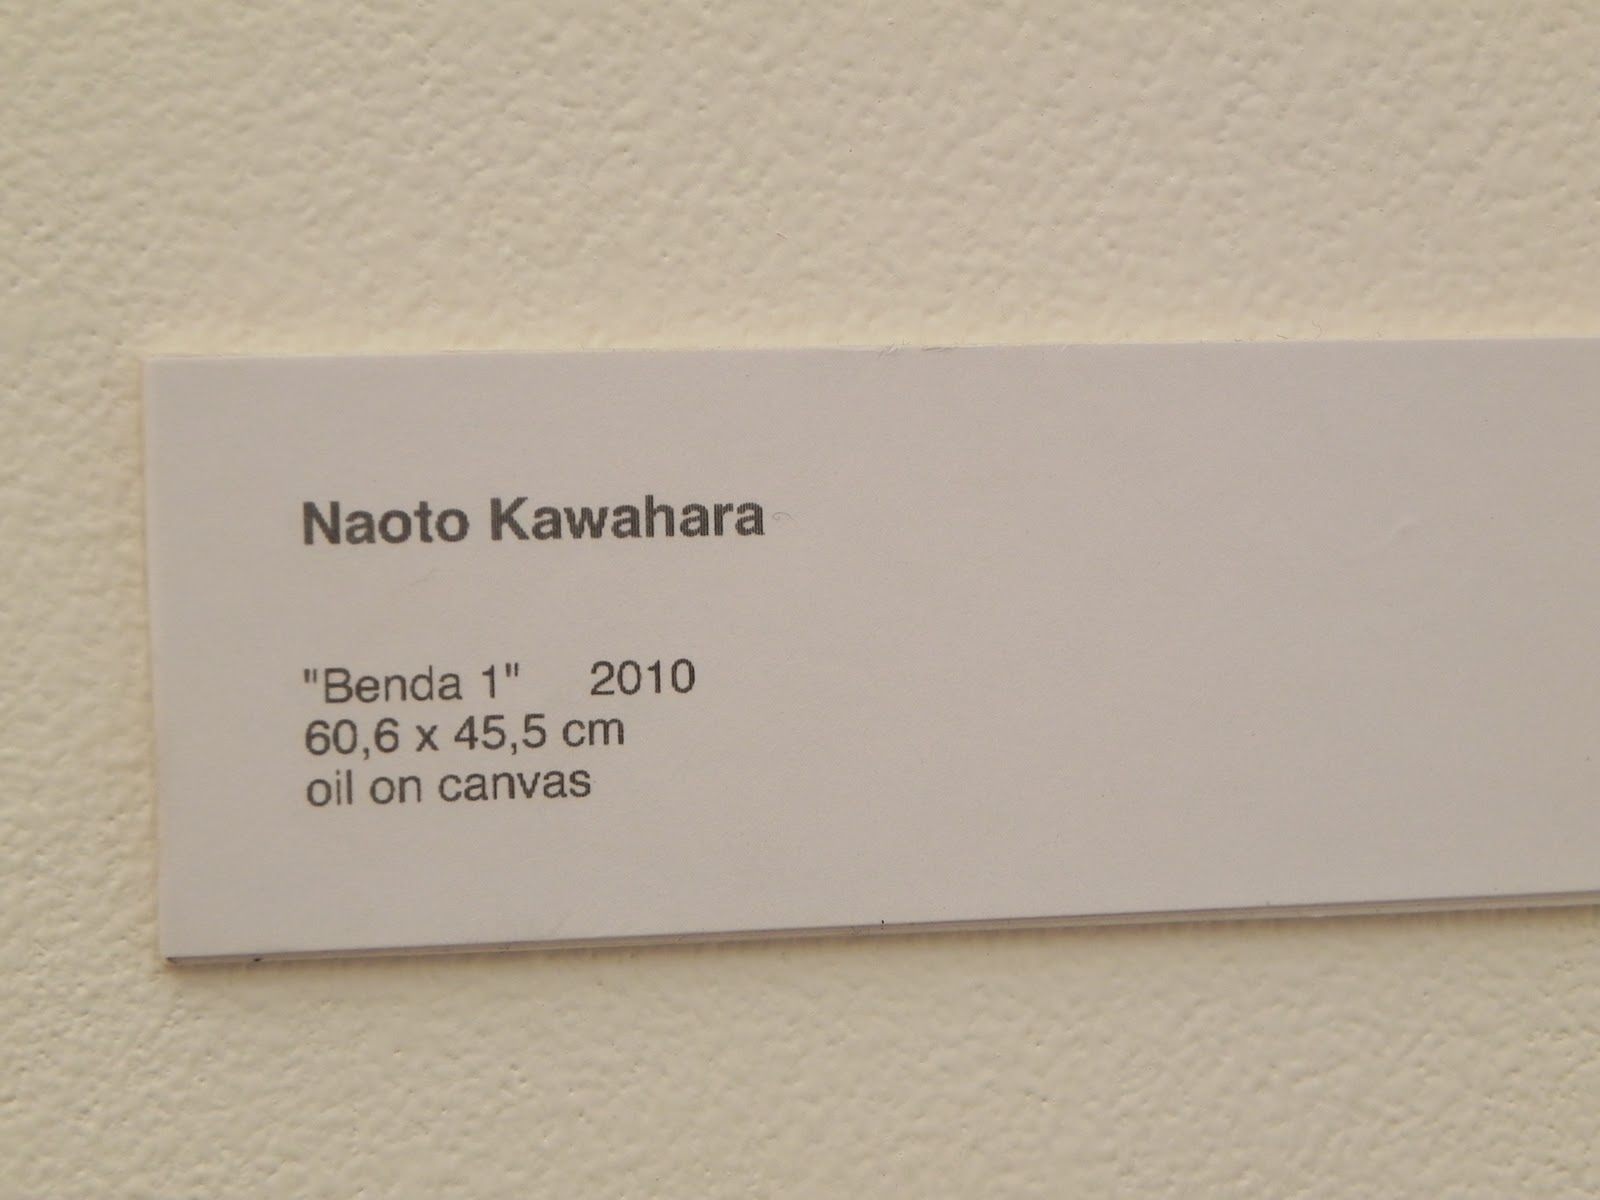 Naoto Kawahara
"Benda 1" 2010
60,6 x 45,5 cm
oil on canvas